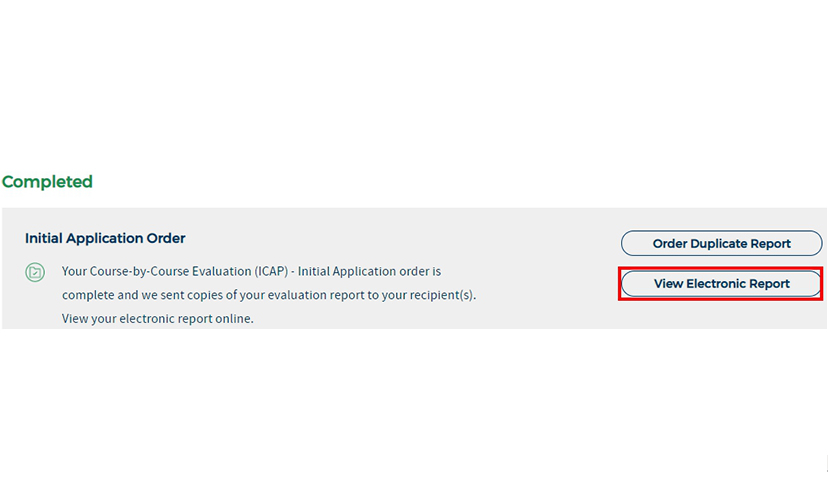 Completed
Initial Application Order
Order Duplicate Report
Your Course-by-Course Evaluation (ICAP) - Initial Application order is
complete and we sent copies of your evaluation report to your recipient(s).
View Electronic Report
View your electronic report online.